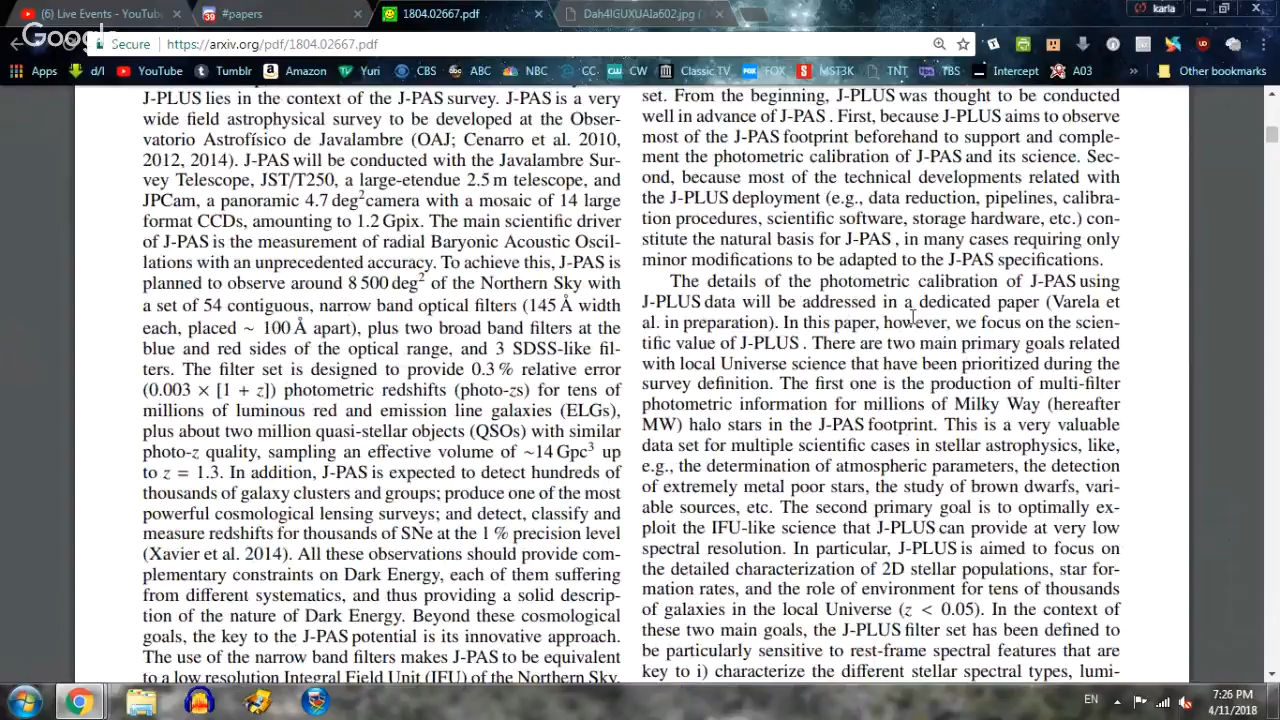 (2) Live Events - YouTube
39
#papers
1804.02667.pdf
Dah4IGUXUAIa602.jpg
karla
Google
Secure
https://arxiv.org/pdf/1804.02667.pdf
Apps
d/l
YouTube
Tumblr
Amazon
Yuri
CBS
ABC
NBC
CC
CW
Classic TV
FOX
MST3K
TNT
TBS
Intercept
A03
»
Other bookmarks
J-PLUS lies in the context of the J-PAS survey. J-PAS is a very
wide field astrophysical survey to be developed at the Obser-
vatorio Astrofísico de Javalambre (OAJ; Cenarro et al. 2010,
2012, 2014). J-PAS will be conducted with the Javalambre Sur-
vey Telescope, JST/T250, a large-etendue 2.5 m telescope, and
JPCam, a panoramic 4.7 deg²camera with a mosaic of 14 large
format CCDs, amounting to 1.2 Gpix. The main scientific driver
of J-PAS is the measurement of radial Baryonic Acoustic Oscil-
lations with an unprecedented accuracy. To achieve this, J-PAS is
planned to observe around 8 500 deg² of the Northern Sky with
a set of 54 contiguous, narrow band optical filters (145 Å width
each, placed ~ 100 Å apart), plus two broad band filters at the
blue and red sides of the optical range, and 3 SDSS-like fil-
ters. The filter set is designed to provide 0.3 % relative error
(0.003 × [1 + z]) photometric redshifts (photo-zs) for tens of
millions of luminous red and emission line galaxies (ELGs),
plus about two million quasi-stellar objects (QSOs) with similar
photo-z quality, sampling an effective volume of ~14 Gpc³ up
to z = 1.3. In addition, J-PAS is expected to detect hundreds of
thousands of galaxy clusters and groups; produce one of the most
powerful cosmological lensing surveys; and detect, classify and
measure redshifts for thousands of SNe at the 1 % precision level
(Xavier et al. 2014). All these observations should provide com-
plementary constraints on Dark Energy, each of them suffering
from different systematics, and thus providing a solid descrip-
tion of the nature of Dark Energy. Beyond these cosmological
goals, the key to the J-PAS potential is its innovative approach.
The use of the narrow band filters makes J-PAS to be equivalent
to a low resolution Integral Field Unit (IFU) of the Northern Sky,
set. From the beginning, J-PLUS was thought to be conducted
well in advance of J-PAS . First, because J-PLUS aims to observe
most of the J-PAS footprint beforehand to support and comple-
ment the photometric calibration of J-PAS and its science. Sec-
ond, because most of the technical developments related with
the J-PLUS deployment (e.g., data reduction, pipelines, calibra-
tion procedures, scientific software, storage hardware, etc.) con-
stitute the natural basis for J-PAS , in many cases requiring only
minor modifications to be adapted to the J-PAS specifications.
The details of the photometric calibration of J-PAS using
J-PLUS data will be addressed in a dedicated paper (Varela et
al. in preparation). In this paper, however, we focus on the scien-
tific value of J-PLUS . There are two main primary goals related
with local Universe science that have been prioritized during the
survey definition. The first one is the production of multi-filter
photometric information for millions of Milky Way (hereafter
MW) halo stars in the J-PAS footprint. This is a very valuable
data set for multiple scientific cases in stellar astrophysics, like,
e.g., the determination of atmospheric parameters, the detection
of extremely metal poor stars, the study of brown dwarfs, vari-
able sources, etc. The second primary goal is to optimally ex-
ploit the IFU-like science that J-PLUS can provide at very low
spectral resolution. In particular, J-PLUS is aimed to focus on
the detailed characterization of 2D stellar populations, star for-
mation rates, and the role of environment for tens of thousands
of galaxies in the local Universe (z < 0.05). In the context of
these two main goals, the J-PLUS filter set has been defined to
be particularly sensitive to rest-frame spectral features that are
key to i) characterize the different stellar spectral types, lumi-
EN
7:26 PM
4/11/2018